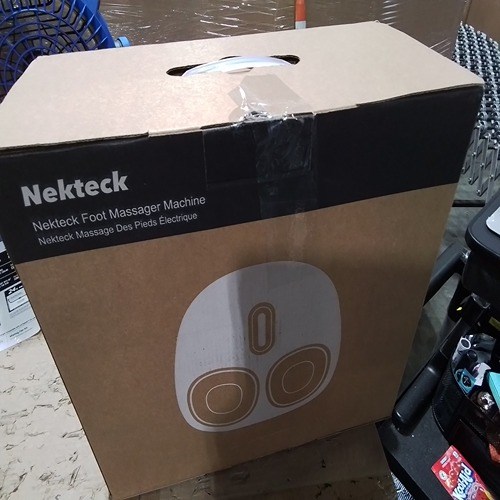 Nekteck
Nekteck Foot Massager Machine
Nekteck Massage Des Pieds Électrique